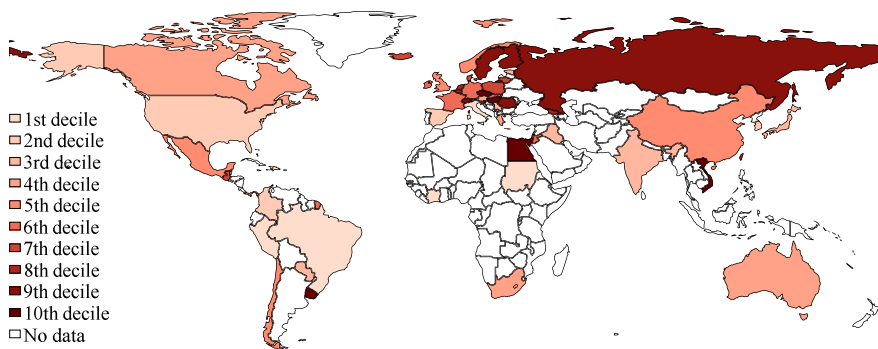 1st decile
2nd decile
3rd decile
4th decile
5th decile
6th decile
7th decile
8th decile
9th decile
10th decile
No data